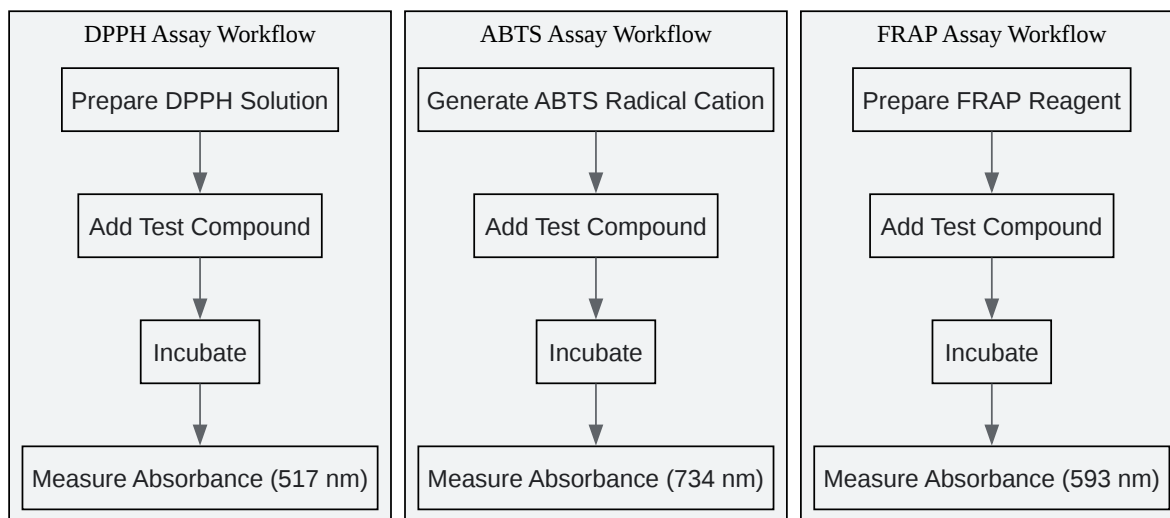 DPPH Assay Workflow
Prepare DPPH Solution
Add Test Compound
Incubate
Measure Absorbance (517 nm)
ABTS Assay Workflow
Generate ABTS Radical Cation
Add Test Compound
Incubate
Measure Absorbance (734 nm)
FRAP Assay Workflow
Prepare FRAP Reagent
Add Test Compound
Incubate
Measure Absorbance (593 nm)